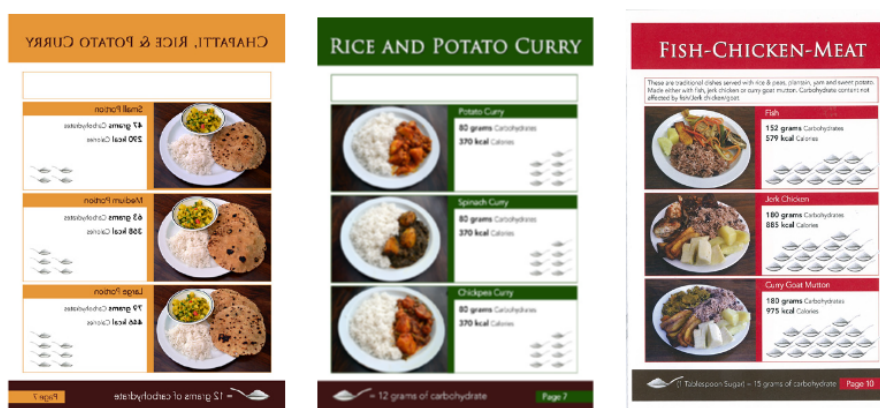 CHAPATTI, RICE & POTATO CURRY
Small Portion
47 grams Carbohydrates
290 kcal Calories
Medium Portion
63 grams Carbohydrates
368 kcal Calories
Large Portion
79 grams Carbohydrates
446 kcal Calories
= 12 grams of carbohydrate
Page 7
RICE AND POTATO CURRY
Potato Curry
80 grams Carbohydrates
370 kcal Calories
Spinach Curry
80 grams Carbohydrates
370 kcal Calories
Chickpea Curry
80 grams Carbohydrates
370 kcal Calories
= 12 grams of carbohydrate
Page 7
FISH-CHICKEN-MEAT
These are traditional dishes served with rice & peas, plantain, yam and sweet potato.
Made either with fish, jerk chicken or curry goat mutton. Carbohydrate content not
affected by fish/Jerk chicken/goat.
Fish
152 grams Carbohydrates
579 kcal Calories
Jerk Chicken
180 grams Carbohydrates
885 kcal Calories
Curry Goat Mutton
180 grams Carbohydrates
975 kcal Calories
(1 Tablespoon Sugar) = 15 grams of carbohydrate
Page 10